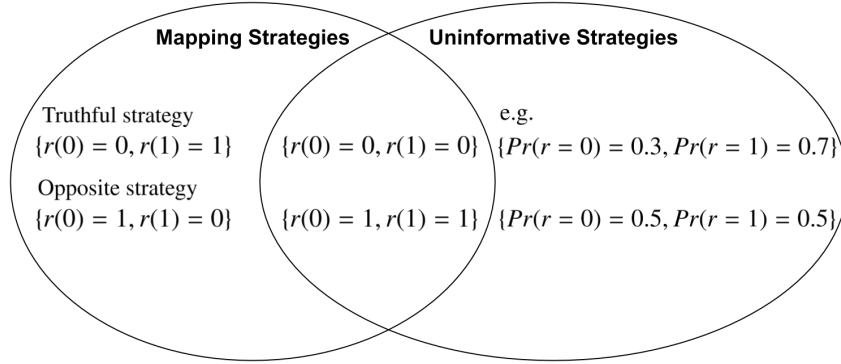 Mapping Strategies Uninformative Strategies
Truthful strategy e.g.
{r(0) = 0, r(1) = 1} {r(0) = 0, r(1) = 0} {Pr(r = 0) = 0.3, Pr(r = 1) = 0.7}
Opposite strategy
{r(0) = 1, r(1) = 0} {r(0) = 1, r(1) = 1} {Pr(r = 0) = 0.5, Pr(r = 1) = 0.5}